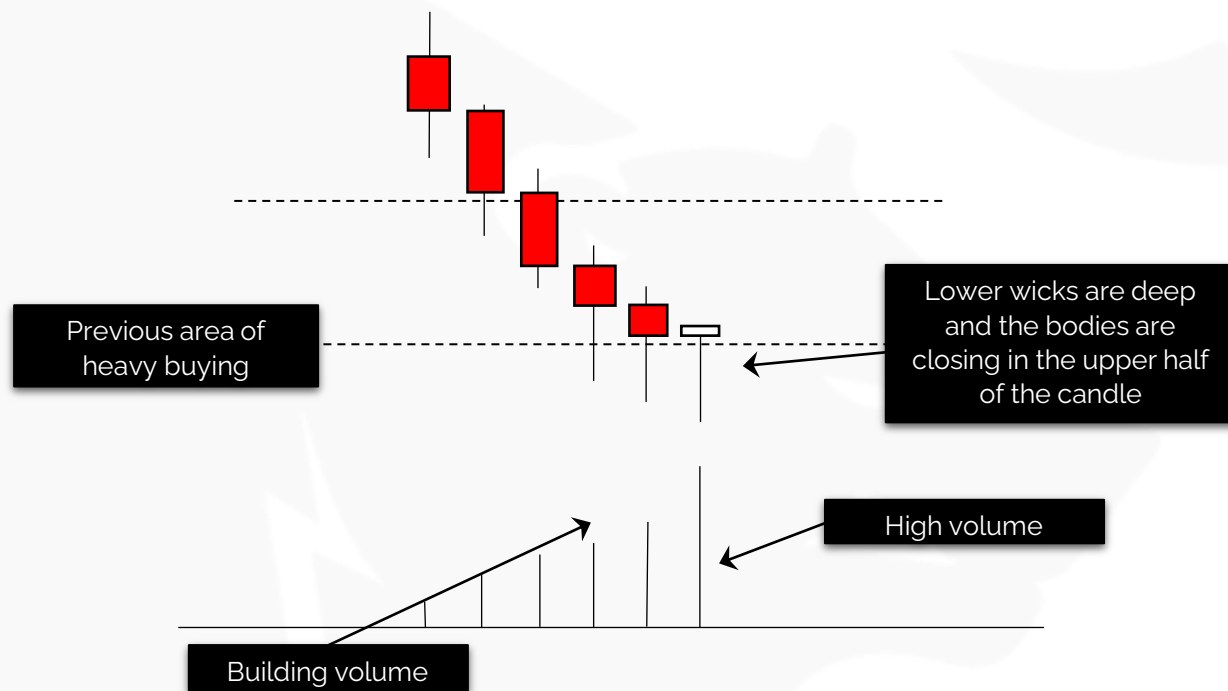 Previous area of
heavy buying
Lower wicks are deep
and the bodies are
closing in the upper half
of the candle
High volume
Building volume